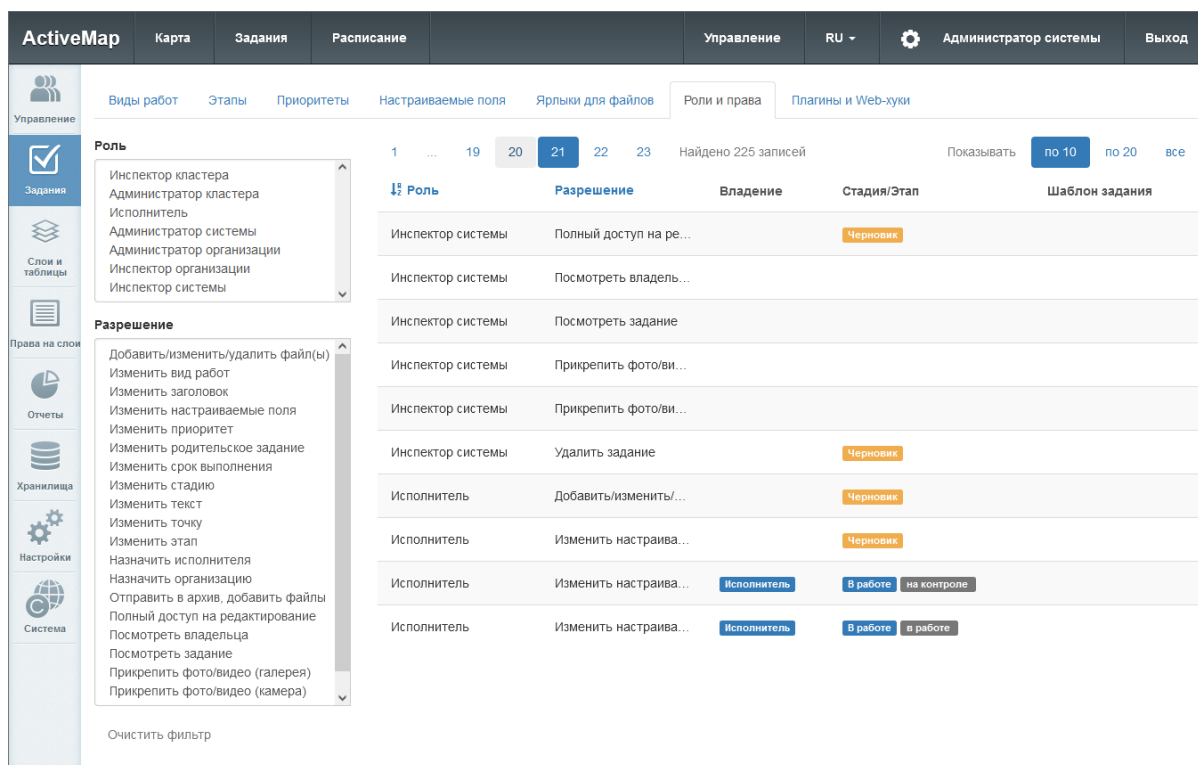 ActiveMap Карта Задания Расписание Управление RU Администратор системы Выход
Управление
Задания
Слои и
таблицы
Права на слои
Отчеты
Хранилища
Настройки
Система
Виды работ Этапы Приоритеты Настраиваемые поля Ярлыки для файлов Роли и права Плагины и Web-хуки
Роль
Инспектор кластера
Администратор кластера
Исполнитель
Администратор системы
Администратор организации
Инспектор организации
Инспектор системы
Разрешение
Добавить/изменить/удалить файл(ы)
Изменить вид работ
Изменить заголовок
Изменить настраиваемые поля
Изменить приоритет
Изменить родительское задание
Изменить срок выполнения
Изменить стадию
Изменить текст
Изменить точку
Изменить этап
Назначить исполнителя
Назначить организацию
Отправить в архив, добавить файлы
Полный доступ на редактирование
Посмотреть владельца
Посмотреть задание
Прикрепить фото/видео (галерея)
Прикрепить фото/видео (камера)
Очистить фильтр
1 ... 19 20 21 22 23 Найдено 225 записей Показывать по 10 по 20 все
Роль Разрешение Владение Стадия/Этап Шаблон задания
Инспектор системы Полный доступ на ре... Черновик
Инспектор системы Посмотреть владель...
Инспектор системы Посмотреть задание
Инспектор системы Прикрепить фото/ви...
Инспектор системы Прикрепить фото/ви...
Инспектор системы Удалить задание Черновик
Исполнитель Добавить/изменить/... Черновик
Исполнитель Изменить настраива... Черновик
Исполнитель Изменить настраива... Исполнитель В работе на контроле
Исполнитель Изменить настраива... Исполнитель В работе в работе